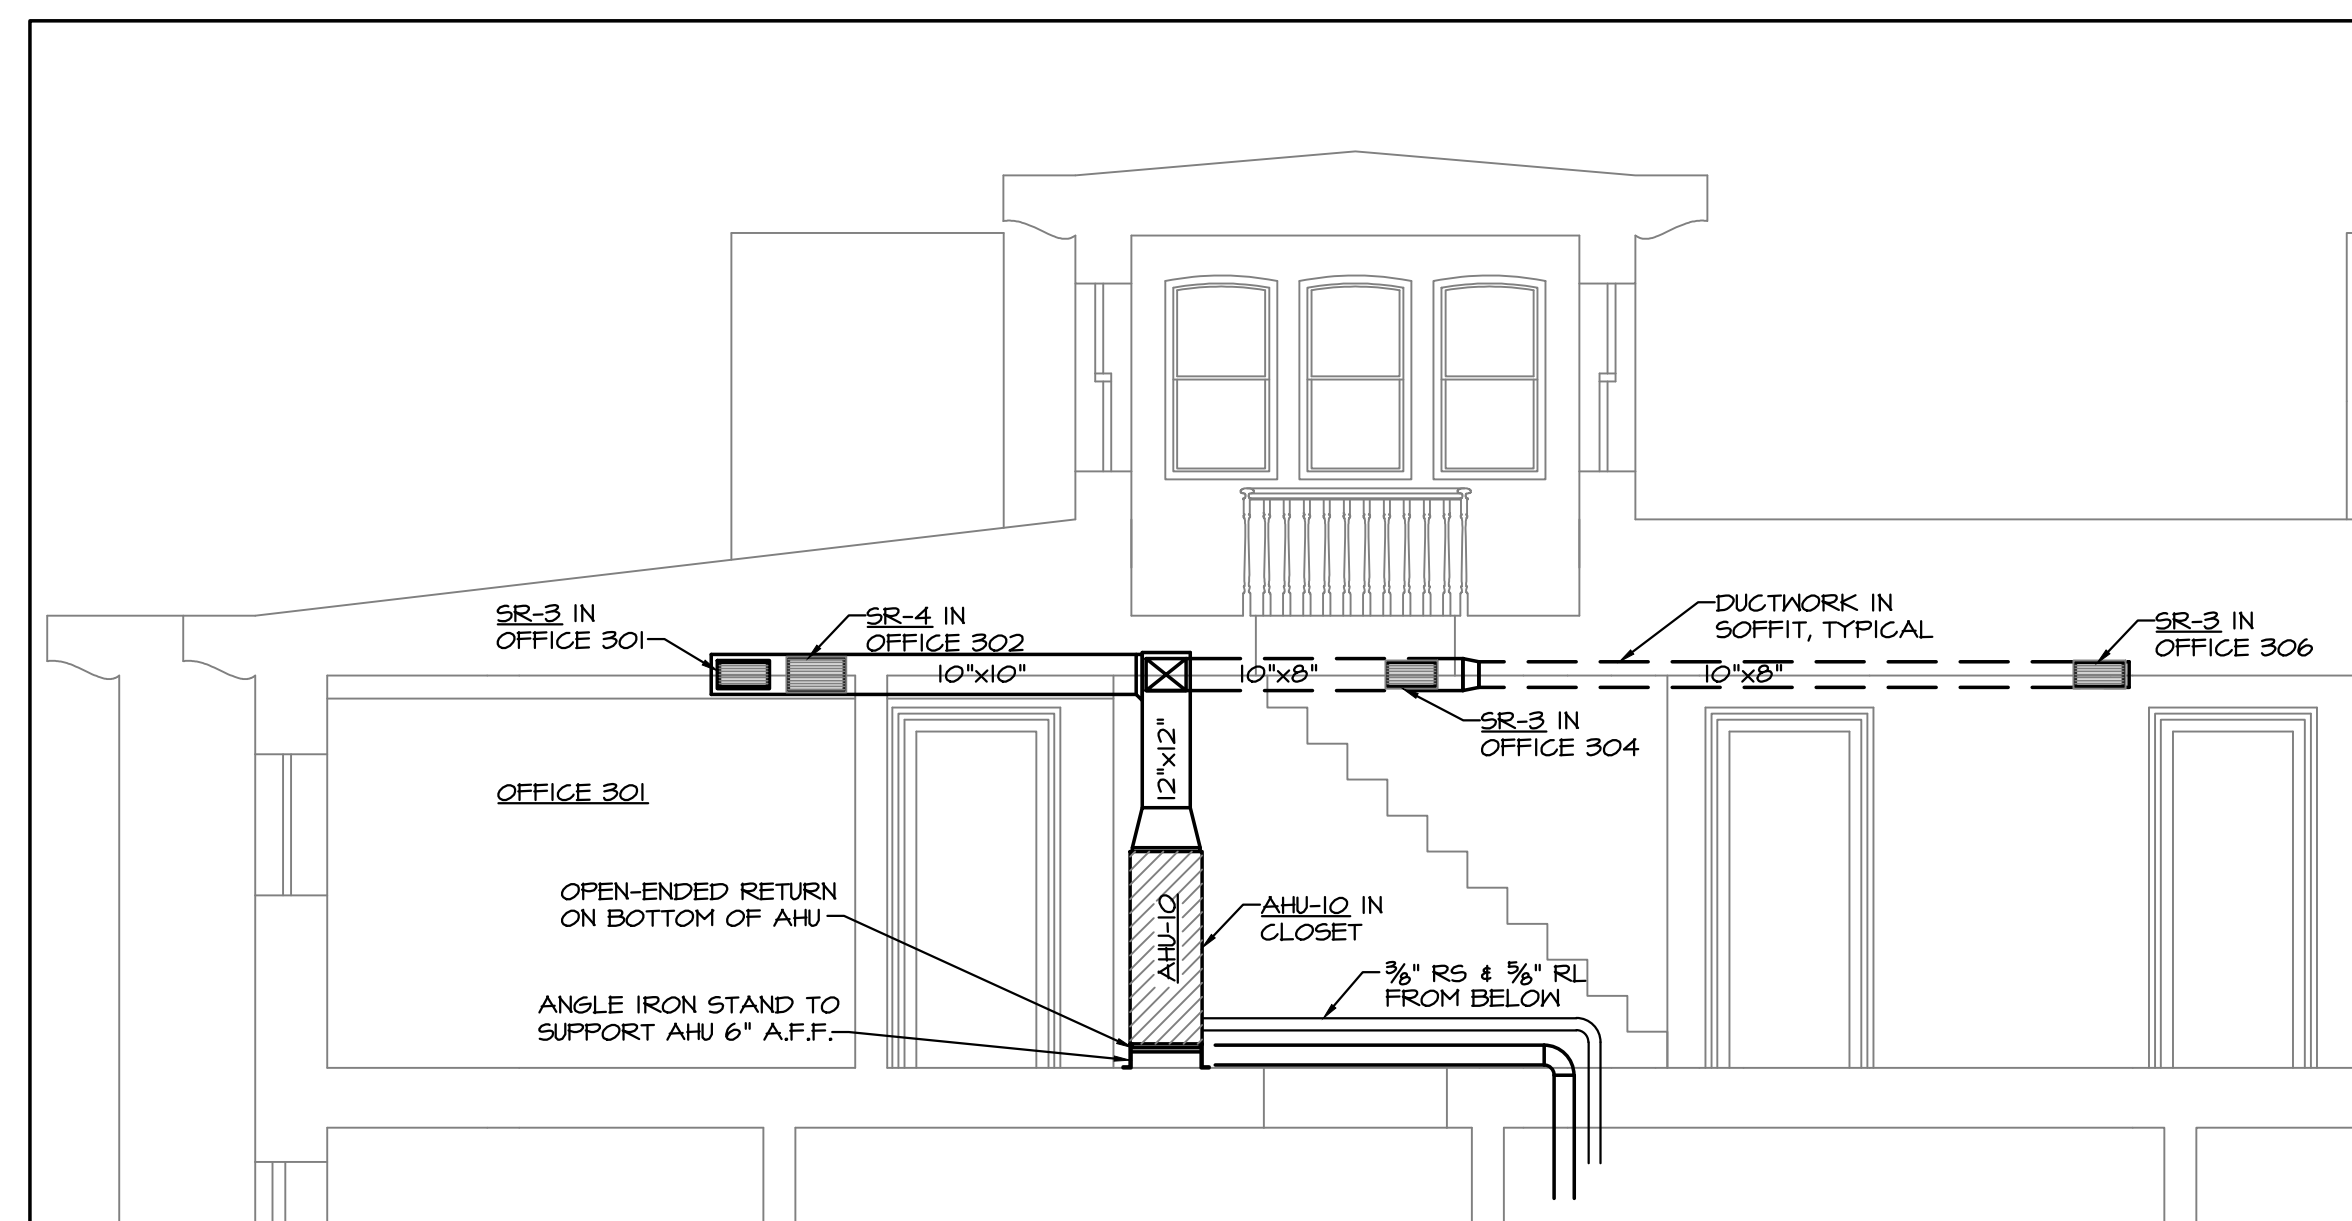 DUCTWORK IN
SOFFIT, TYPICAL
SR-3 IN
OFFICE 301
SR-4 IN
OFFICE 302
SR-3 IN
OFFICE 306
10"x10"
10"x8"
10"x8"
SR-3 IN
OFFICE 304
12"x12"
OFFICE 301
OPEN-ENDED RETURN
ON BOTTOM OF AHU
AHU-10
AHU-10 IN
CLOSET
3/8" RS & 5/8" RL
FROM BELOW
ANGLE IRON STAND TO
SUPPORT AHU 6" A.F.F.